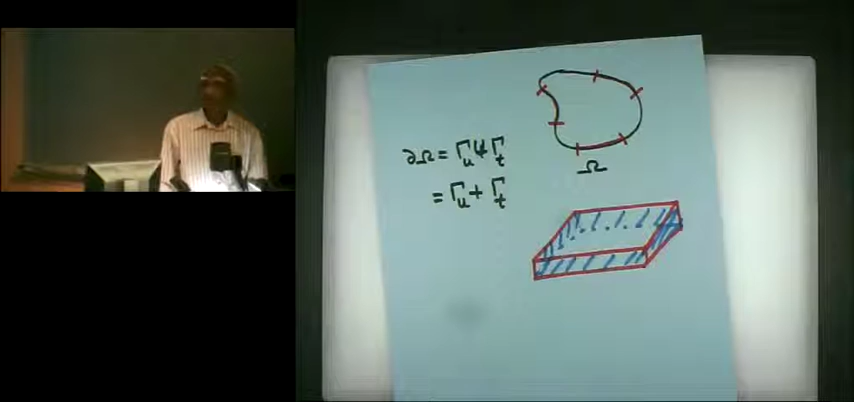 ∂Ω = Γu ⊎ Γt
= Γu + Γt
Ω